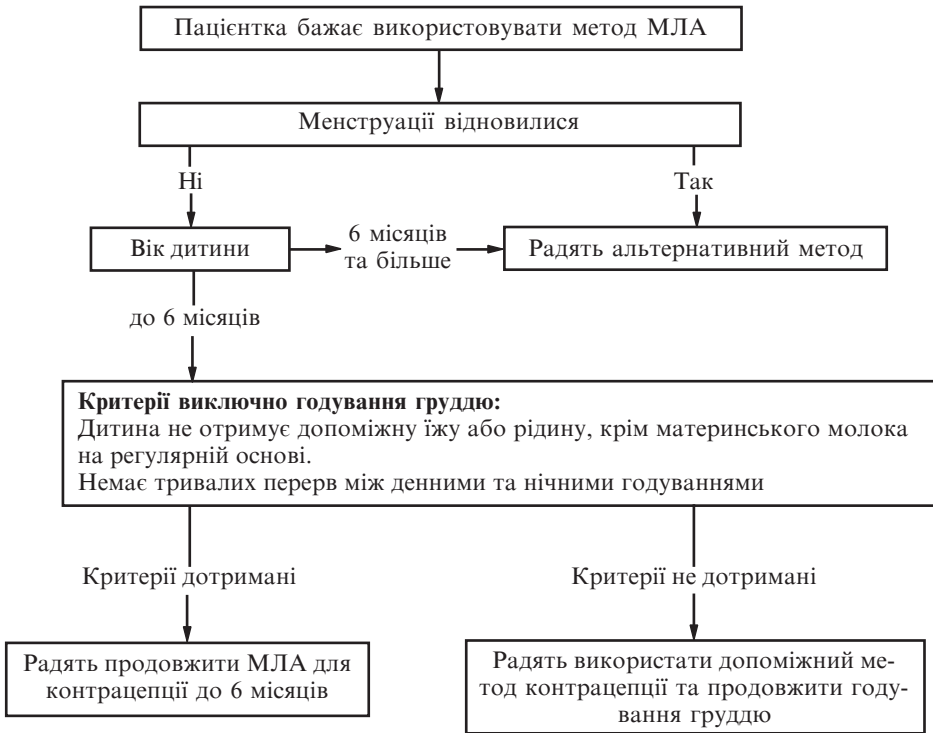 Пацієнтка бажає використовувати метод МЛА
Менструації відновилися
Ні
Так
Вік дитини
6 місяців
та більше
Радять альтернативний метод
до 6 місяців
Критерії виключно годування груддю:
Дитина не отримує допоміжну їжу або рідину, крім материнського молока
на регулярній основі.
Немає тривалих перерв між денними та нічними годуваннями
Критерії дотримані
Критерії не дотримані
Радять продовжити МЛА для
контрацепції до 6 місяців
Радять використати допоміжний ме-
тод контрацепції та продовжити году-
вання груддю